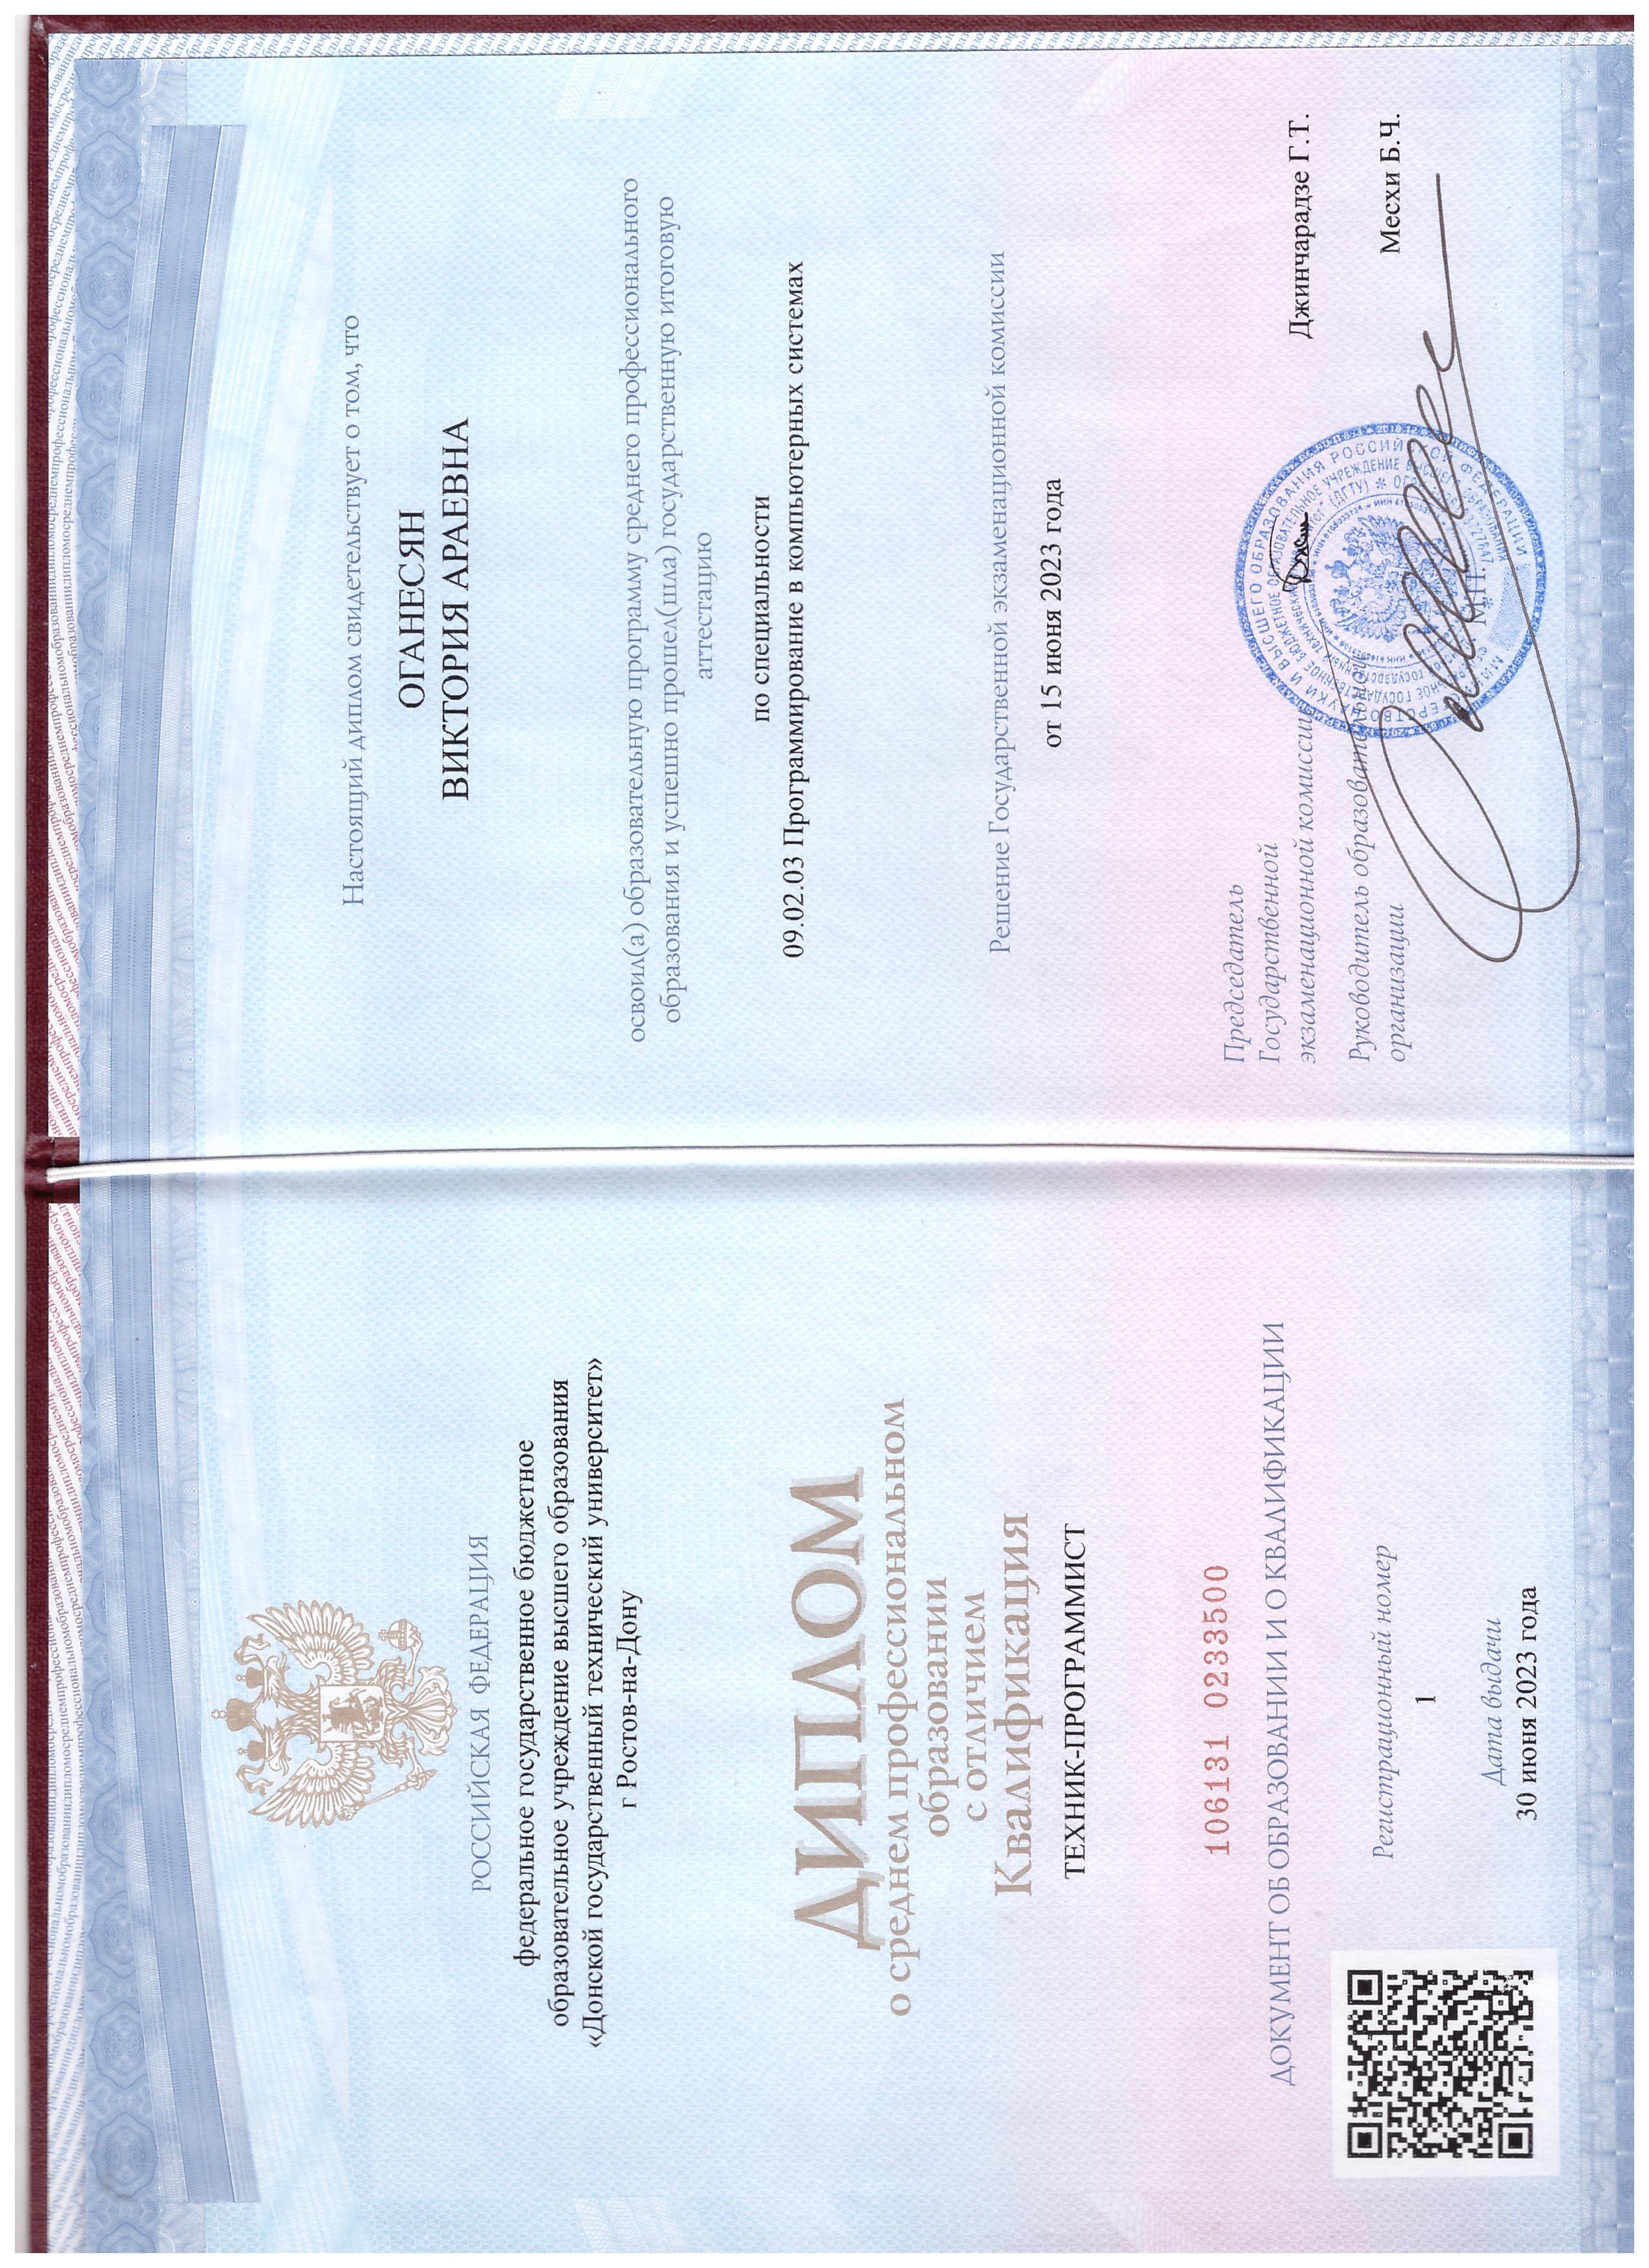 РОССИЙСКАЯ ФЕДЕРАЦИЯ
федеральное государственное бюджетное
образовательное учреждение высшего образования
«Донской государственный технический университет»
г Ростов-на-Дону
ДИПЛОМ
о среднем профессиональном
образовании
с отличием
Квалификация
ТЕХНИК-ПРОГРАММИСТ
106131 0233500
ДОКУМЕНТ ОБ ОБРАЗОВАНИИ И О КВАЛИФИКАЦИИ
Регистрационный номер
1
Дата выдачи
30 июня 2023 года
Настоящий диплом свидетельствует о том, что
ОГАНЕСЯН
ВИКТОРИЯ АРАЕВНА
освоил(а) образовательную программу среднего профессионального
образования и успешно прошел(шла) государственную итоговую
аттестацию
по специальности
09.02.03 Программирование в компьютерных системах
Решение Государственной экзаменационной комиссии
от 15 июня 2023 года
Председатель
Государственной
экзаменационной комиссии
Джинчарадзе Г.Т.
Руководитель образовательной
организации
Месхи Б.Ч.
М.П.